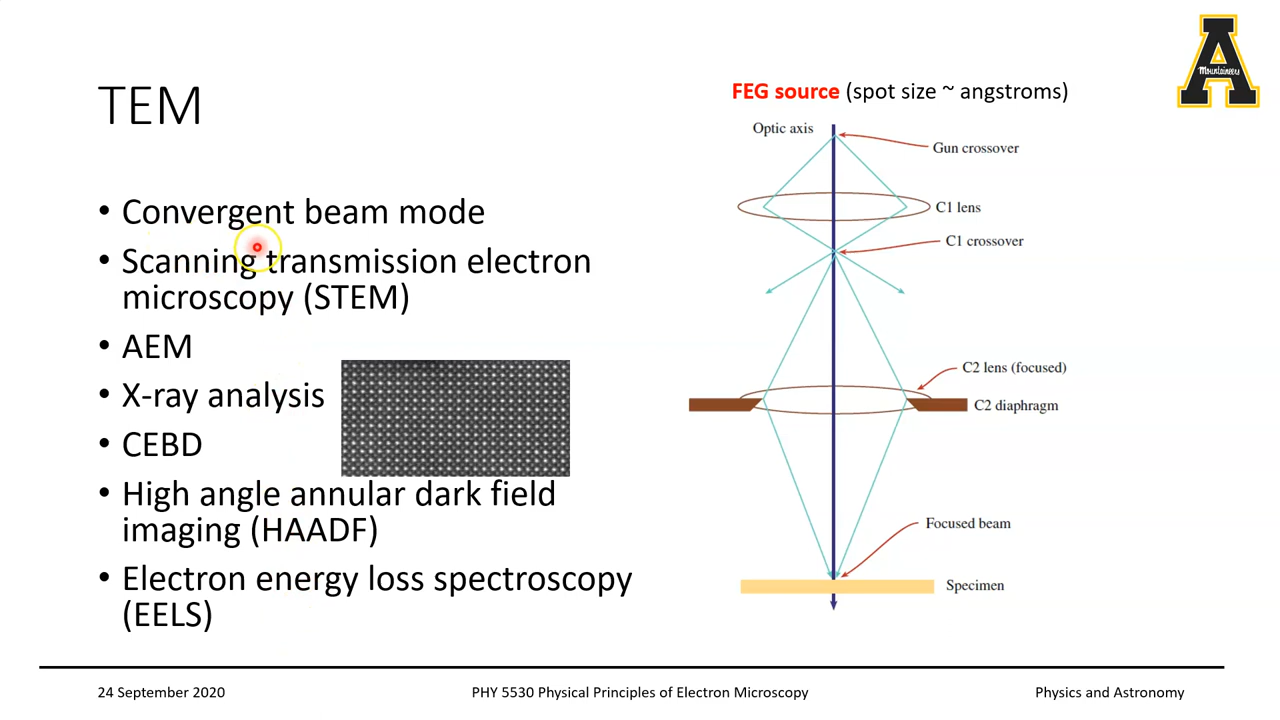 TEM
• Convergent beam mode
• Scanning transmission electron
microscopy (STEM)
• AEM
• X-ray analysis
• CEBD
• High angle annular dark field
imaging (HAADF)
• Electron energy loss spectroscopy
(EELS)
FEG source (spot size ~ angstroms)
Optic axis
Gun crossover
C1 lens
C1 crossover
C2 lens (focused)
C2 diaphragm
Focused beam
Specimen
A
Mountaineers
24 September 2020
PHY 5530 Physical Principles of Electron Microscopy
Physics and Astronomy